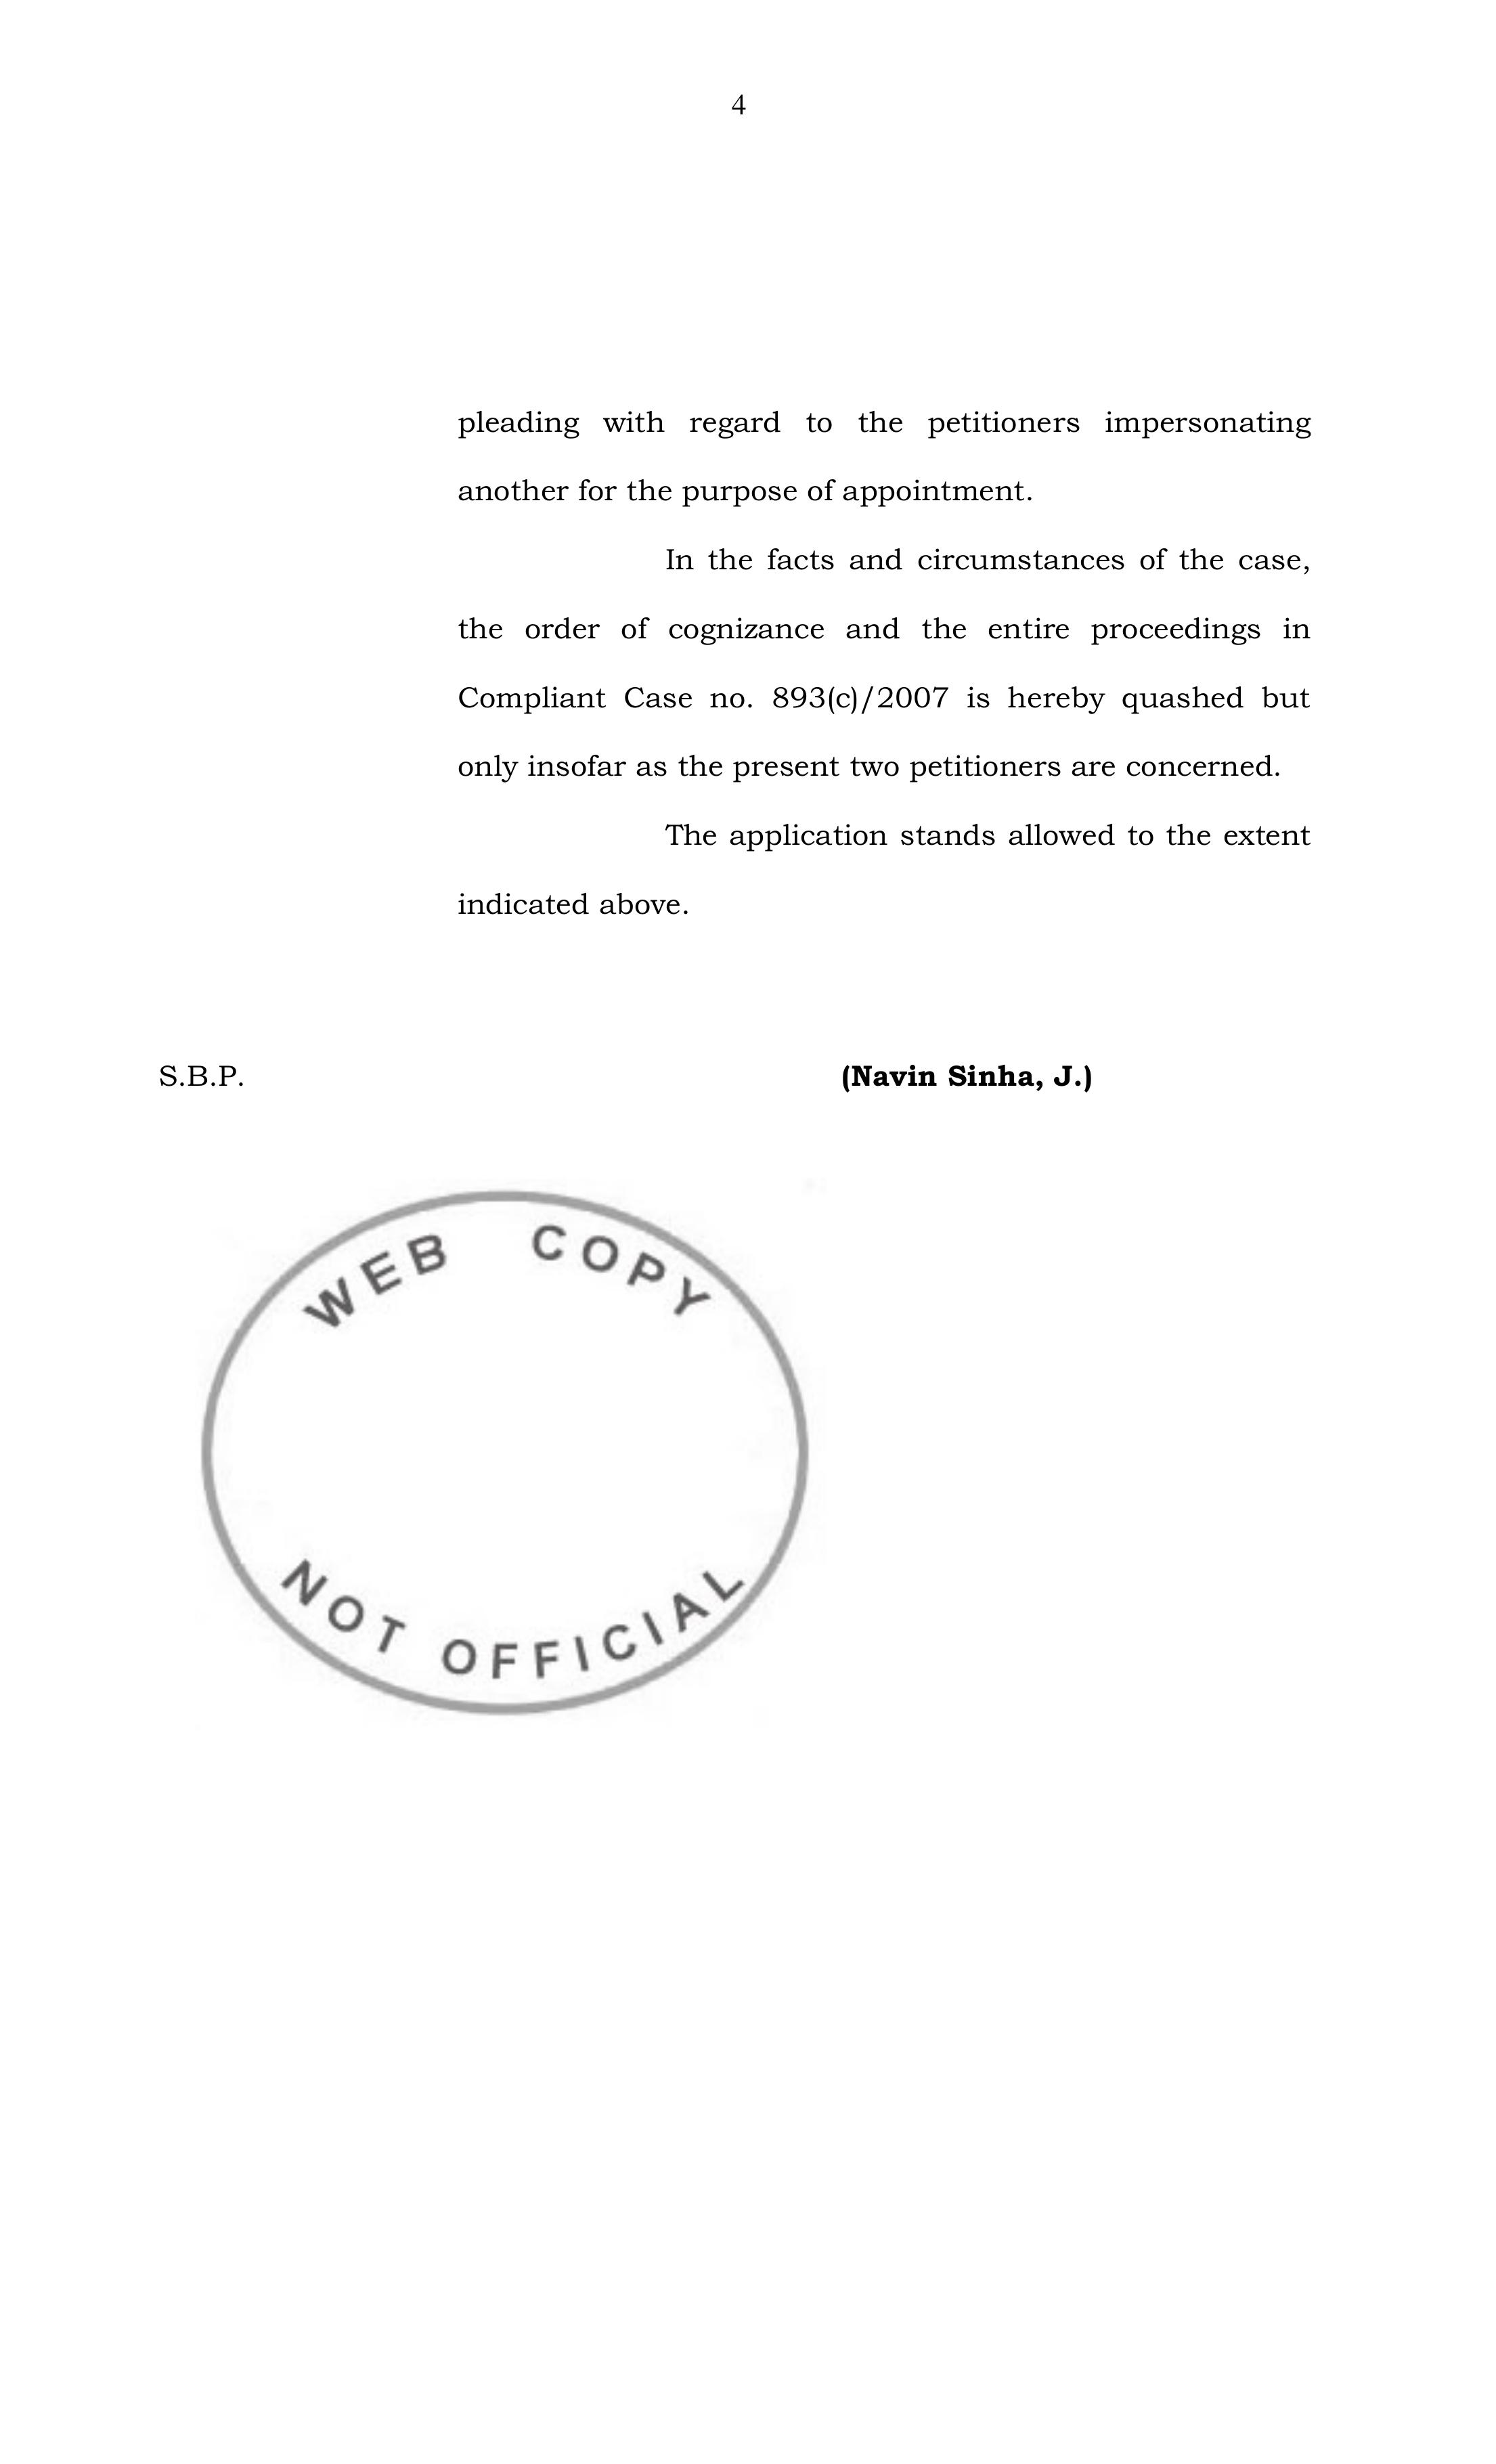 4
pleading with regard to the petitioners impersonating
another for the purpose of appointment.
In the facts and circumstances of the case,
the order of cognizance and the entire proceedings in
Compliant Case no. 893(c)/2007 is hereby quashed but
only insofar as the present two petitioners are concerned.
The application stands allowed to the extent
indicated above.
S.B.P. (Navin Sinha, J.)
WEB COPY
NOT OFFICIAL